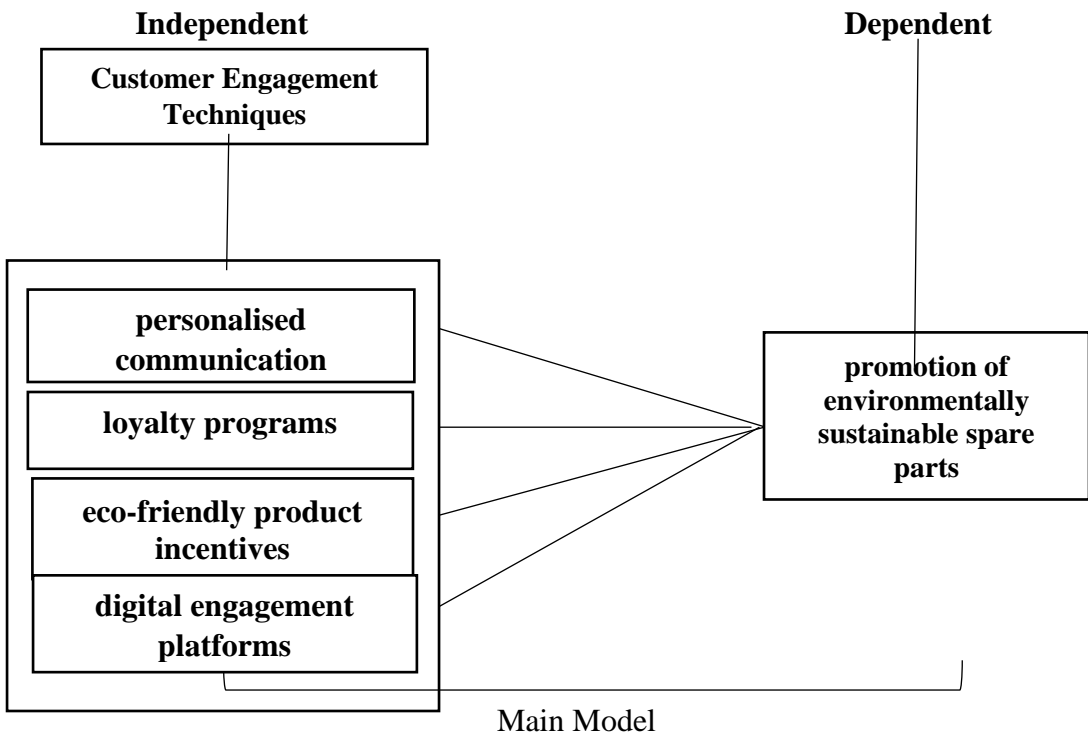 Independent
Dependent
Customer Engagement
Techniques
personalised
communication
loyalty programs
eco-friendly product
incentives
digital engagement
platforms
promotion of
environmentally
sustainable spare
parts
Main Model